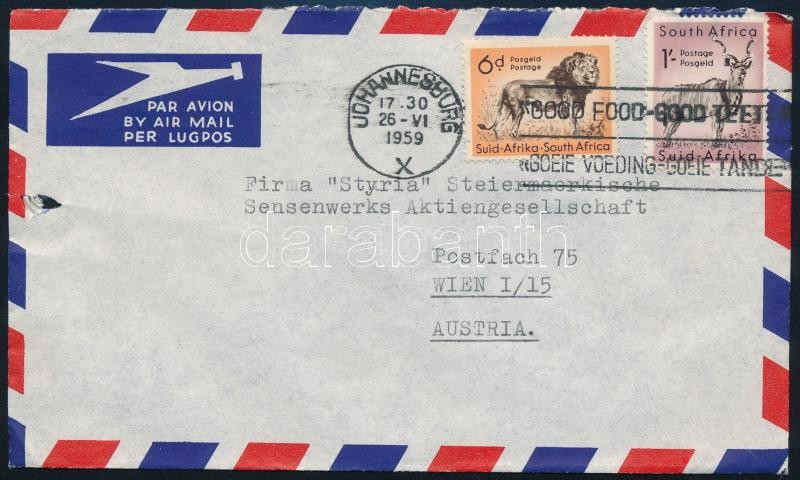 PAR AVION
BY AIR MAIL
PER LUGPOS
JOHANNESBURG
17.30
26-VI
1959
X
6d Posgeld
Postage
Suid-Afrika·South Africa
South Africa
1/- Postage
Posgeld
Suid-Afrika
"GOOD FOOD-GOOD TEETH
"GOEIE VOEDING-GOEIE TANDE
Firma "Styria" Steiermaerkische
Sensenwerks Aktiengesellschaft
Postfach 75
WIEN I/15
AUSTRIA.
darabanth